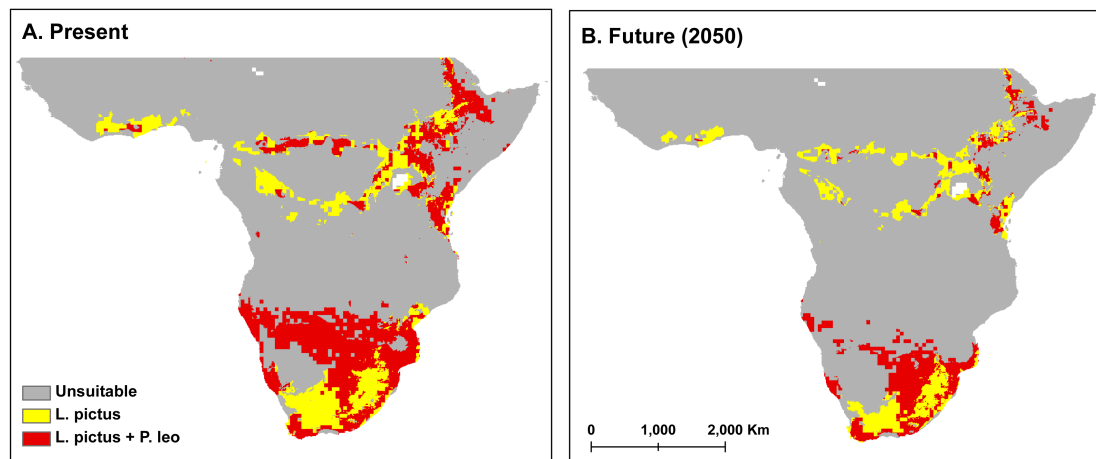 A. Present
Unsuitable
L. pictus
L. pictus + P. leo
B. Future (2050)
0 1,000 2,000 Km